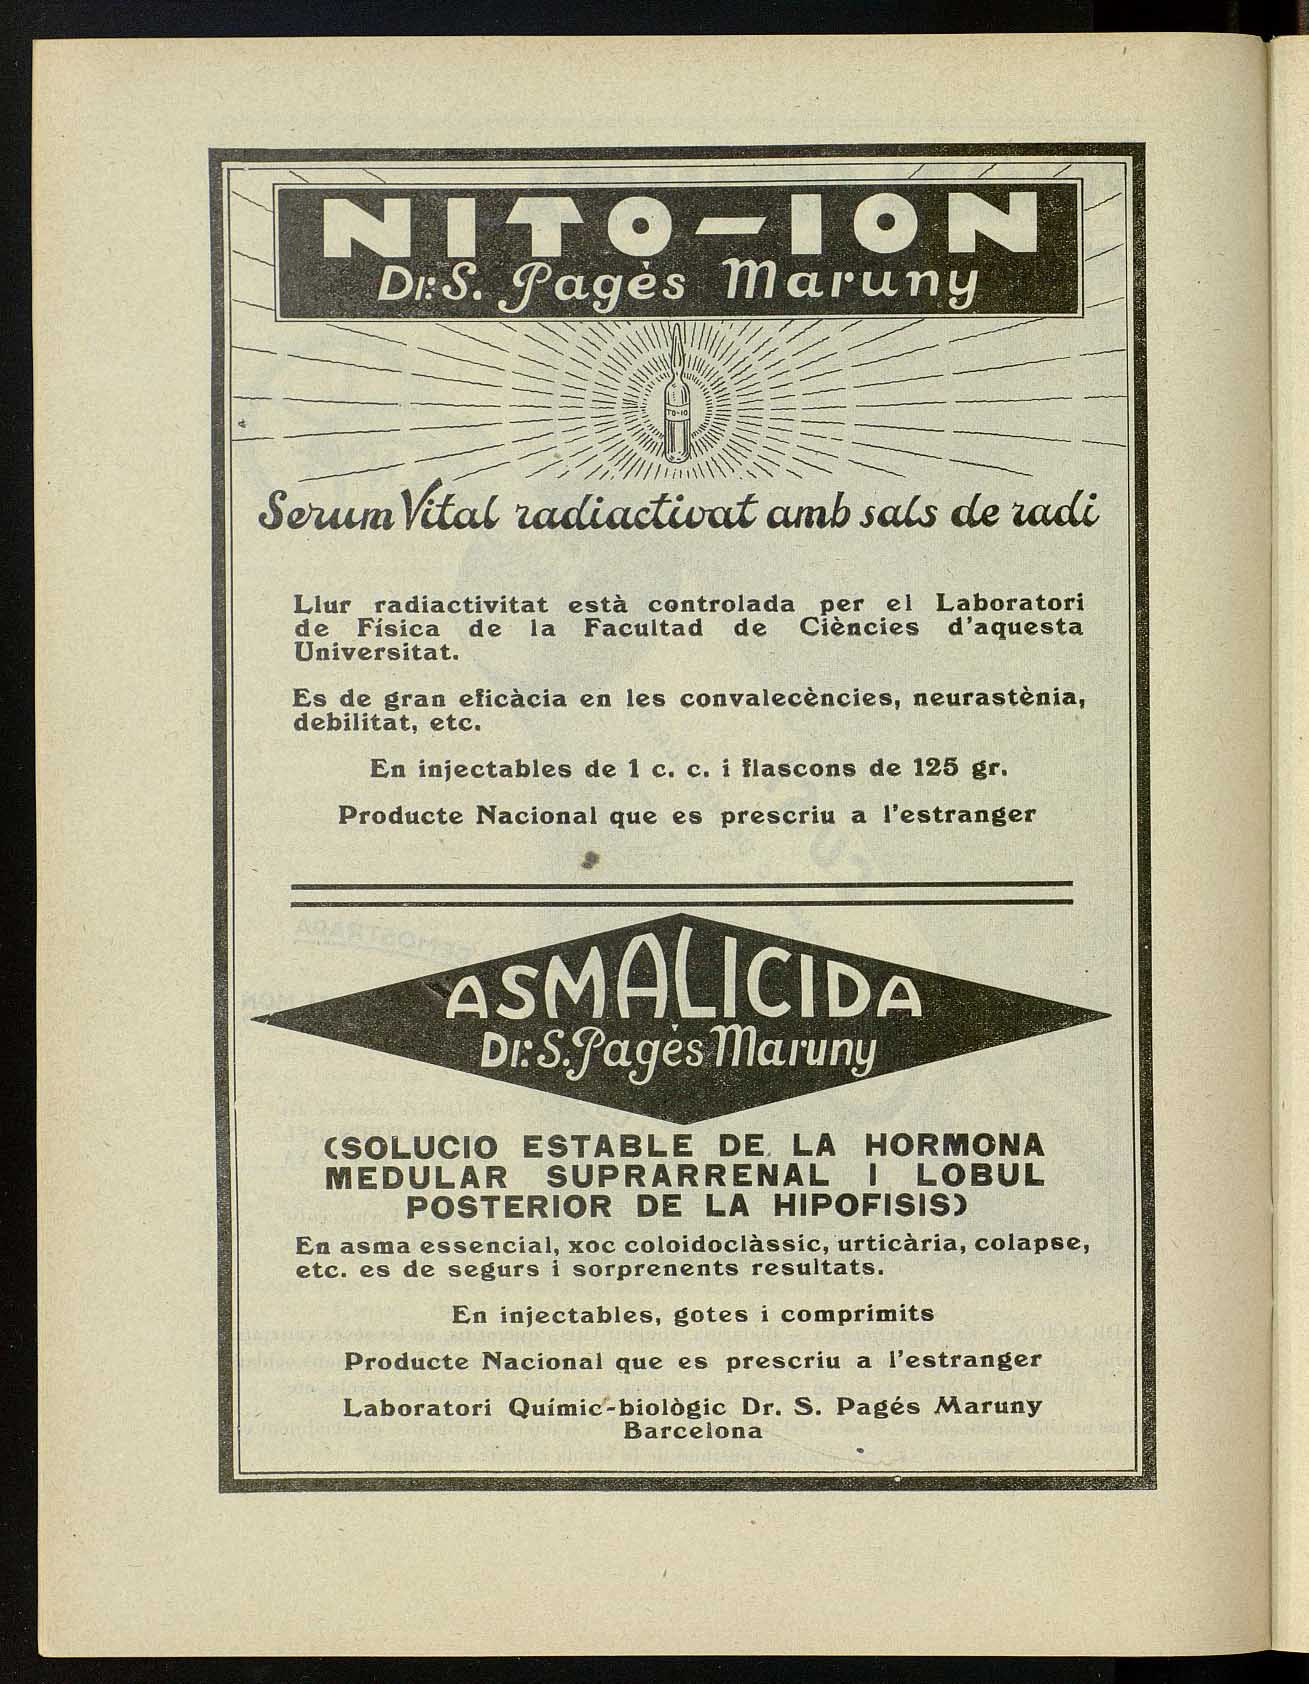 NITO-ION
Dr. S. Pagès Maruny
TO-IO
Serum Vital radiactivat amb sals de radi
Llur radiactivitat està controlada per el Laboratori
de Física de la Facultad de Ciències d'aquesta
Universitat.
Es de gran eficàcia en les convalecències, neurastènia,
debilitat, etc.
En injectables de 1 c. c. i flascons de 125 gr.
Producte Nacional que es prescriu a l'estranger
ASMALICIDA
Dr. S. Pagès Maruny
(SOLUCIO ESTABLE DE LA HORMONA
MEDULAR SUPRARRENAL I LOBUL
POSTERIOR DE LA HIPOFISIS)
En asma essencial, xoc coloidoclàssic, urticària, colapse,
etc. es de segurs i sorprenents resultats.
En injectables, gotes i comprimits
Producte Nacional que es prescriu a l'estranger
Laboratori Químic-biològic Dr. S. Pagés Maruny
Barcelona